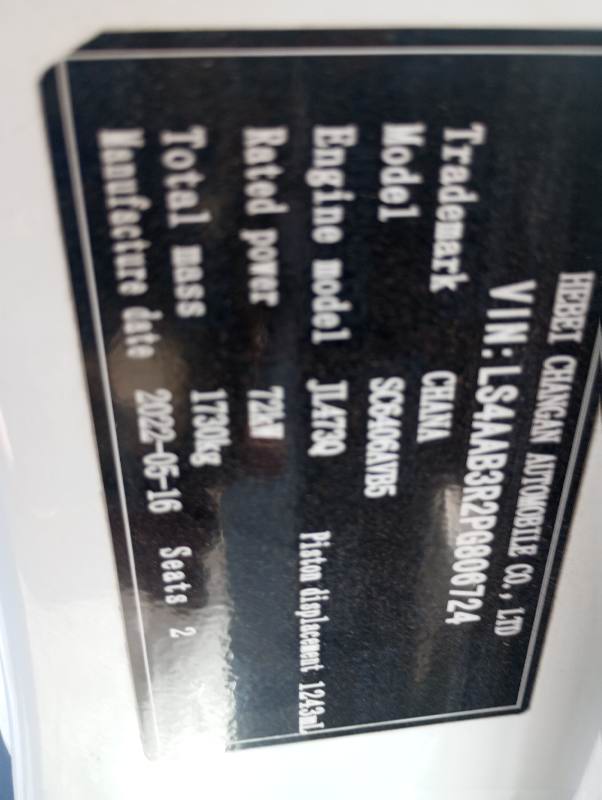 HEBEI CHANGAN AUTOMOBILE CO., LTD
VIN:LS4AAB3R2PG806724
Trademark CHANA
Model SC6406AVB5
Engine model JL473Q Piston displacement 1243mL
Rated power 72kW
Total mass 1730kg
Manufacture date 2022-05-16 Seats 2